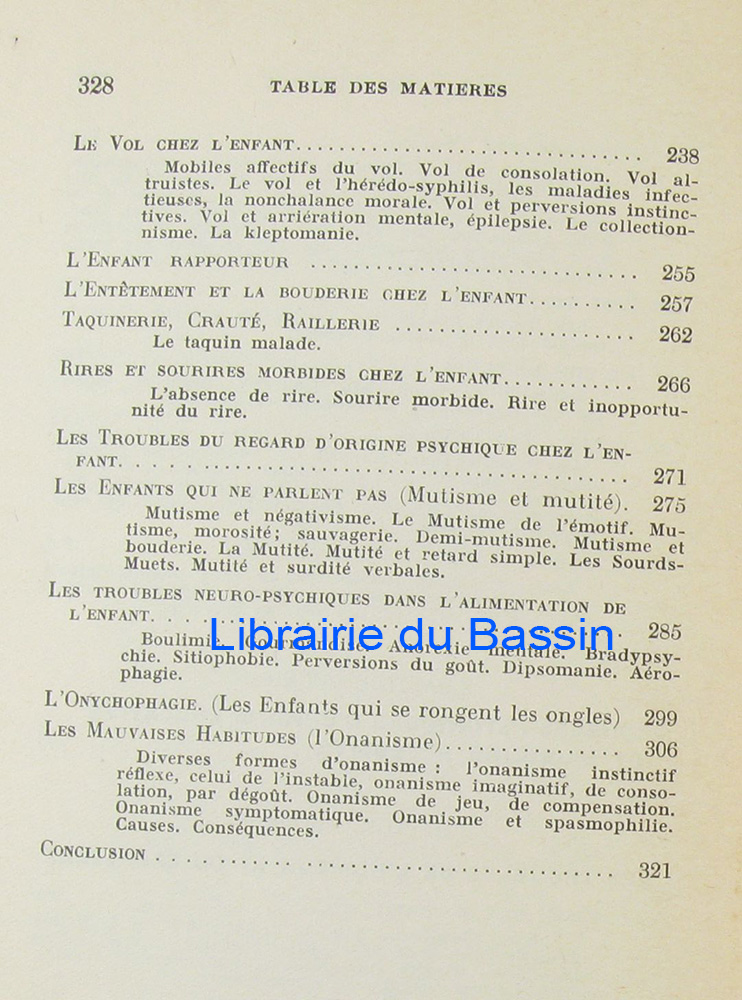 328 TABLE DES MATIERES
LE VOL CHEZ L'ENFANT................................ 238
Mobiles affectifs du vol. Vol de consolation. Vol al-
truistes. Le vol et l'hérédo-syphilis, les maladies infec-
tieuses, la nonchalance morale. Vol et perversions instinc-
tives. Vol et arriération mentale, épilepsie. Le collection-
nisme. La kleptomanie.
L'ENFANT RAPPORTEUR ............................... 255
L'ENTÊTEMENT ET LA BOUDERIE CHEZ L'ENFANT.......... 257
TAQUINERIE, CRAUTÉ, RAILLERIE ....................... 262
Le taquin malade.
RIRES ET SOURIRES MORBIDES CHEZ L'ENFANT............ 266
L'absence de rire. Sourire morbide. Rire et inopportu-
nité du rire.
LES TROUBLES DU REGARD D'ORIGINE PSYCHIQUE CHEZ L'EN-
FANT. ............................................... 271
LES ENFANTS QUI NE PARLENT PAS (Mutisme et mutité). 275
Mutisme et négativisme. Le Mutisme de l'émotif. Mu-
tisme, morosité; sauvagerie. Demi-mutisme. Mutisme et
bouderie. La Mutité. Mutité et retard simple. Les Sourds-
Muets. Mutité et surdité verbales.
LES TROUBLES NEURO-PSYCHIQUES DANS L'ALIMENTATION DE
L'ENFANT. ........................................... 285
Librairie du Bassin
Boulimie. Gourmandise. Anorexie mentale. Bradypsy-
chie. Sitiophobie. Perversions du goût. Dipsomanie. Aéro-
phagie.
L'ONYCHOPHAGIE. (Les Enfants qui se rongent les ongles) 299
LES MAUVAISES HABITUDES (l'Onanisme)................ 306
Diverses formes d'onanisme : l'onanisme instinctif
réflexe, celui de l'instable, onanisme imaginatif, de conso-
lation, par dégoût. Onanisme de jeu, de compensation.
Onanisme symptomatique. Onanisme et spasmophilie.
Causes. Conséquences.
CONCLUSION .......................................... 321